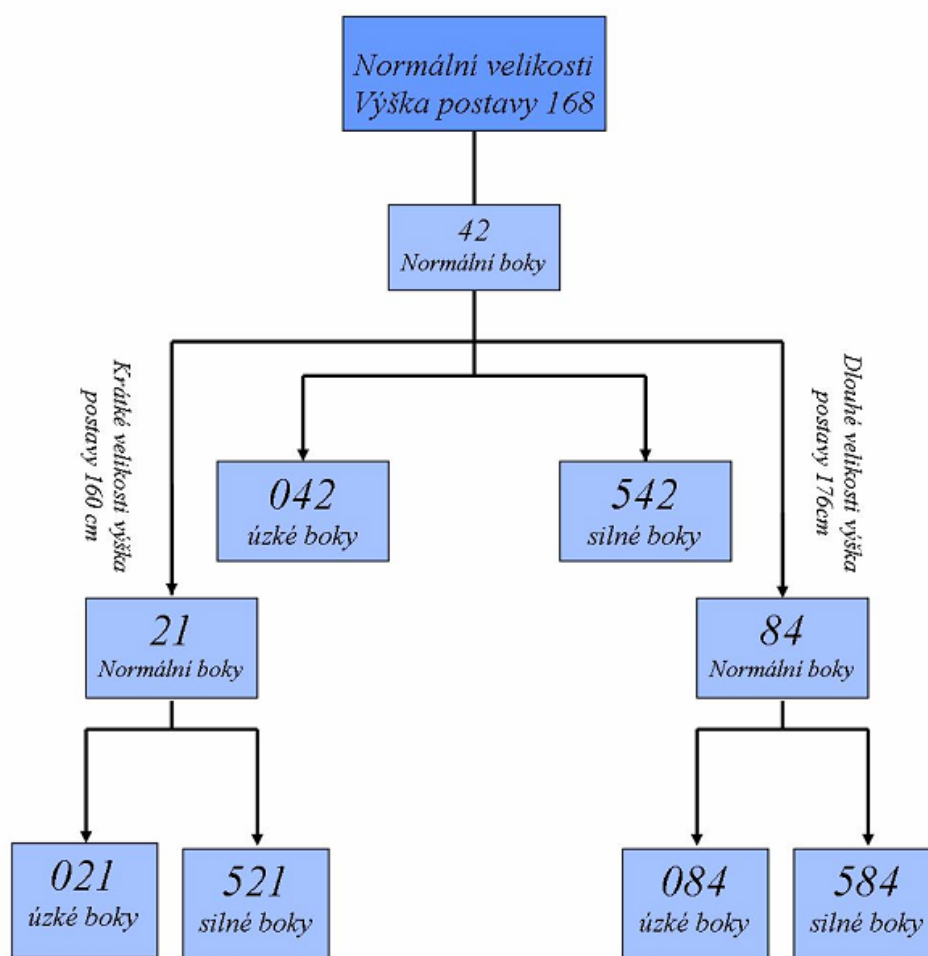 Normální velikosti
Výška postavy 168
42
Normální boky
Krátké velikosti výška
postavy 160 cm
Dlouhé velikosti výška
postavy 176cm
042
úzké boky
542
silné boky
21
Normální boky
84
Normální boky
021
úzké boky
521
silné boky
084
úzké boky
584
silné boky